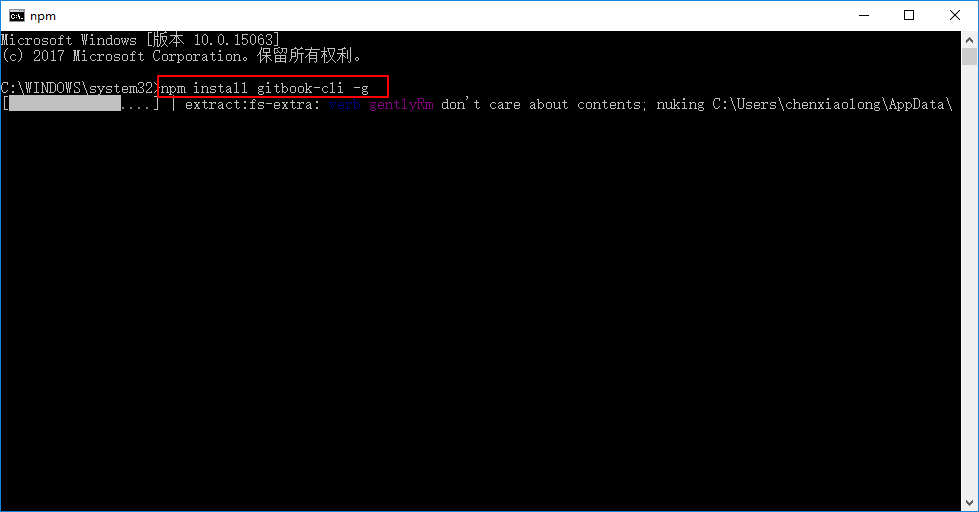 npm
Microsoft Windows [版本 10.0.15063]
(c) 2017 Microsoft Corporation。保留所有权利。
C:\WINDOWS\system32>npm install gitbook-cli -g
[ ....] | extract:fs-extra: verb gentlyRm don't care about contents; nuking C:\Users\chenxiaolong\AppData\